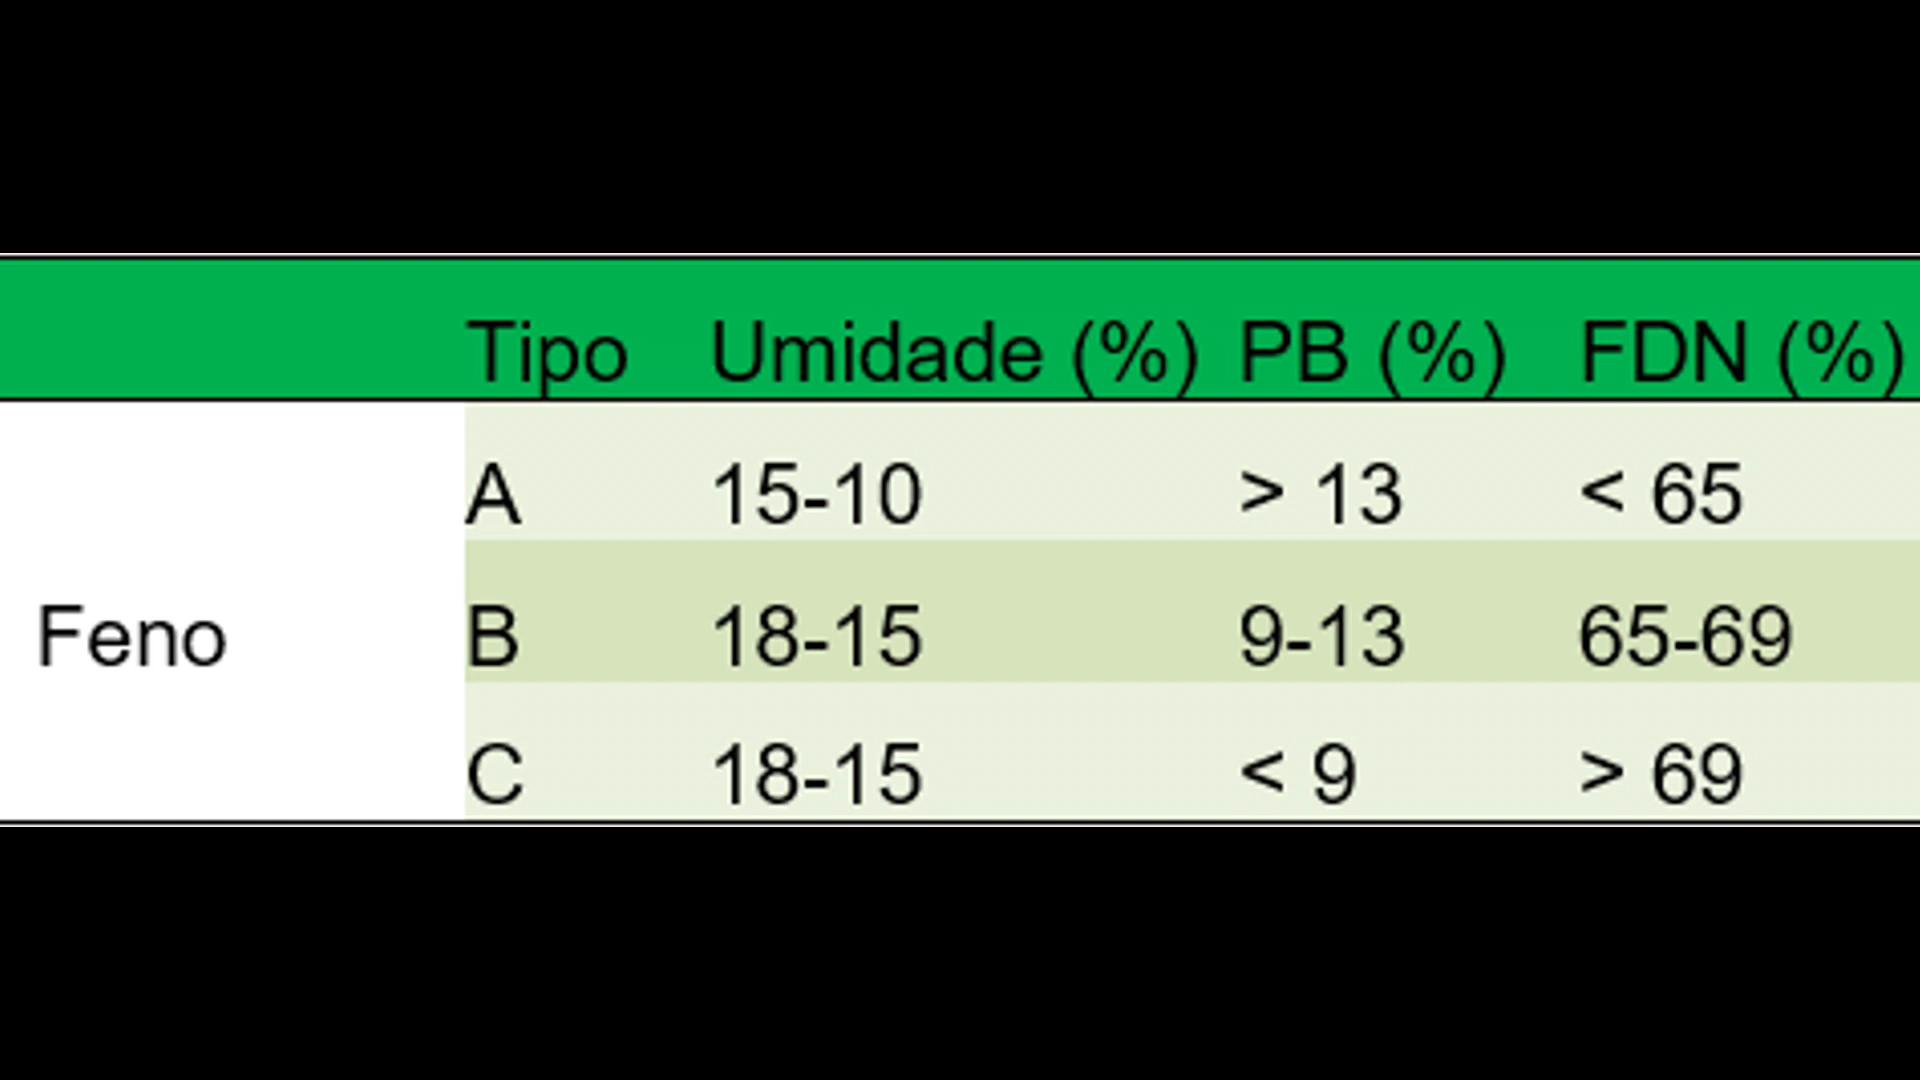 Tipo Umidade (%) PB (%) FDN (%)
A 15-10 > 13 < 65
Feno B 18-15 9-13 65-69
C 18-15 < 9 > 69